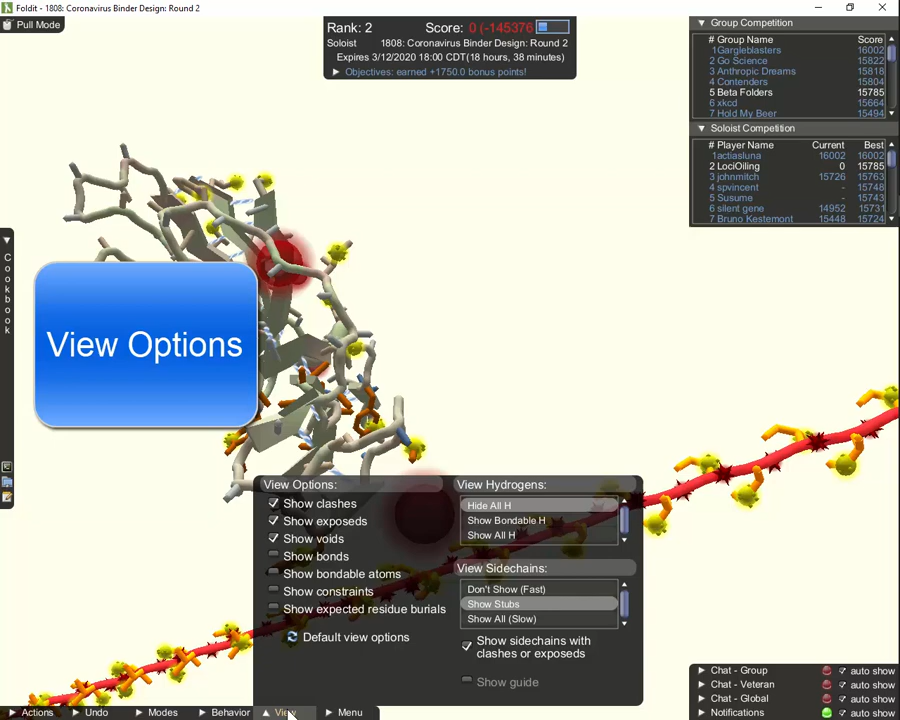 Foldit - 1808: Coronavirus Binder Design: Round 2
Pull Mode
Rank: 2 Score: 0 (-145376
Soloist 1808: Coronavirus Binder Design: Round 2
Expires 3/12/2020 18:00 CDT(18 hours, 38 minutes)
Objectives: earned +1750.0 bonus points!
Group Competition
# Group Name Score
1Gargleblasters 16002
2 Go Science 15822
3 Anthropic Dreams 15818
4 Contenders 15804
5 Beta Folders 15785
6 xkcd 15664
7 Hold My Beer 15494
Soloist Competition
# Player Name Current Best
1actiasluna 16002 16002
2 LociOiling 0 15785
3 johnmitch 15726 15763
4 spvincent - 15748
5 Susume - 15743
6 silent gene 14952 15731
7 Bruno Kestemont 15448 15724
Cookbook
View Options
View Options:
Show clashes
Show exposeds
Show voids
Show bonds
Show bondable atoms
Show constraints
Show expected residue burials
Default view options
View Hydrogens:
Hide All H
Show Bondable H
Show All H
View Sidechains:
Don't Show (Fast)
Show Stubs
Show All (Slow)
Show sidechains with
clashes or exposeds
Show guide
Chat - Group auto show
Chat - Veteran auto show
Chat - Global auto show
Notifications auto show
Actions Undo Modes Behavior View Menu